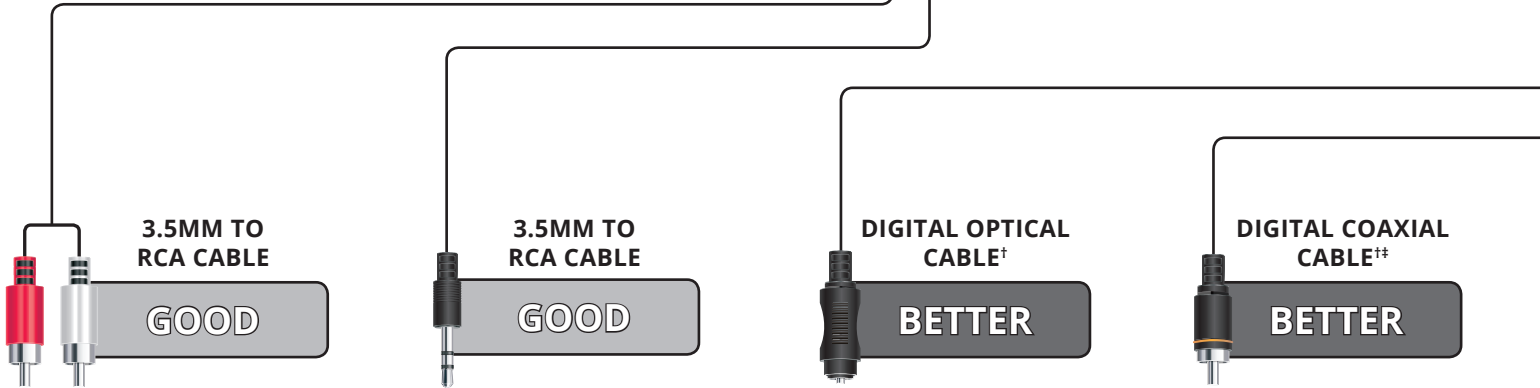 3.5MM TO
RCA CABLE
GOOD
3.5MM TO
RCA CABLE
GOOD
DIGITAL OPTICAL
CABLE†
BETTER
DIGITAL COAXIAL
CABLE†‡
BETTER